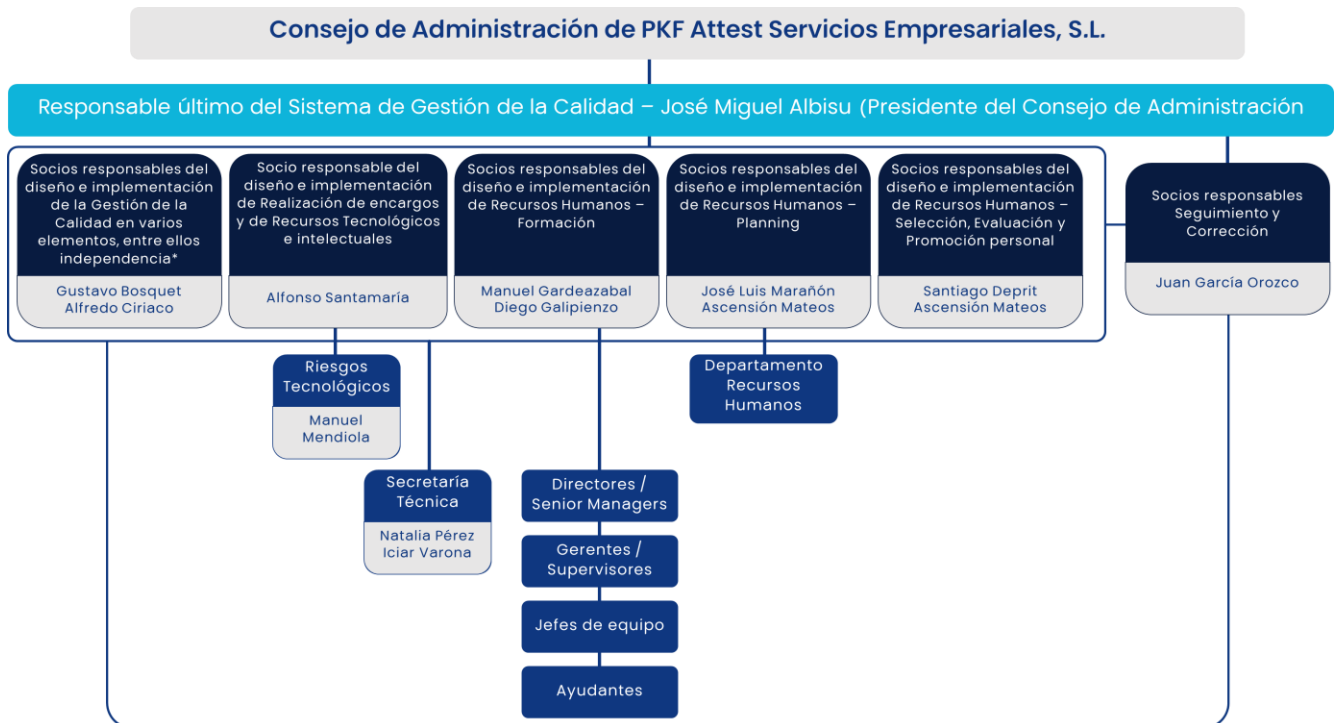 Consejo de Administración de PKF Attest Servicios Empresariales, S.L.
Responsable último del Sistema de Gestión de la Calidad – José Miguel Albisu (Presidente del Consejo de Administración
Socios responsables del
diseño e implementación
de la Gestión de la
Calidad en varios
elementos, entre ellos
independencia*
Gustavo Bosquet
Alfredo Ciriaco
Socio responsable del
diseño e implementación
de Realización de encargos
y de Recursos Tecnológicos
e intelectuales
Alfonso Santamaría
Socios responsables del
diseño e implementación
de Recursos Humanos –
Formación
Manuel Gardeazabal
Diego Galipienzo
Socios responsables del
diseño e implementación
de Recursos Humanos –
Planning
José Luis Marañón
Ascensión Mateos
Socios responsables del
diseño e implementación
de Recursos Humanos –
Selección, Evaluación y
Promoción personal
Santiago Deprit
Ascensión Mateos
Socios responsables
Seguimiento y
Corrección
Juan García Orozco
Riesgos
Tecnológicos
Manuel
Mendiola
Departamento
Recursos
Humanos
Secretaría
Técnica
Natalia Pérez
Iciar Varona
Directores /
Senior Managers
Gerentes /
Supervisores
Jefes de equipo
Ayudantes